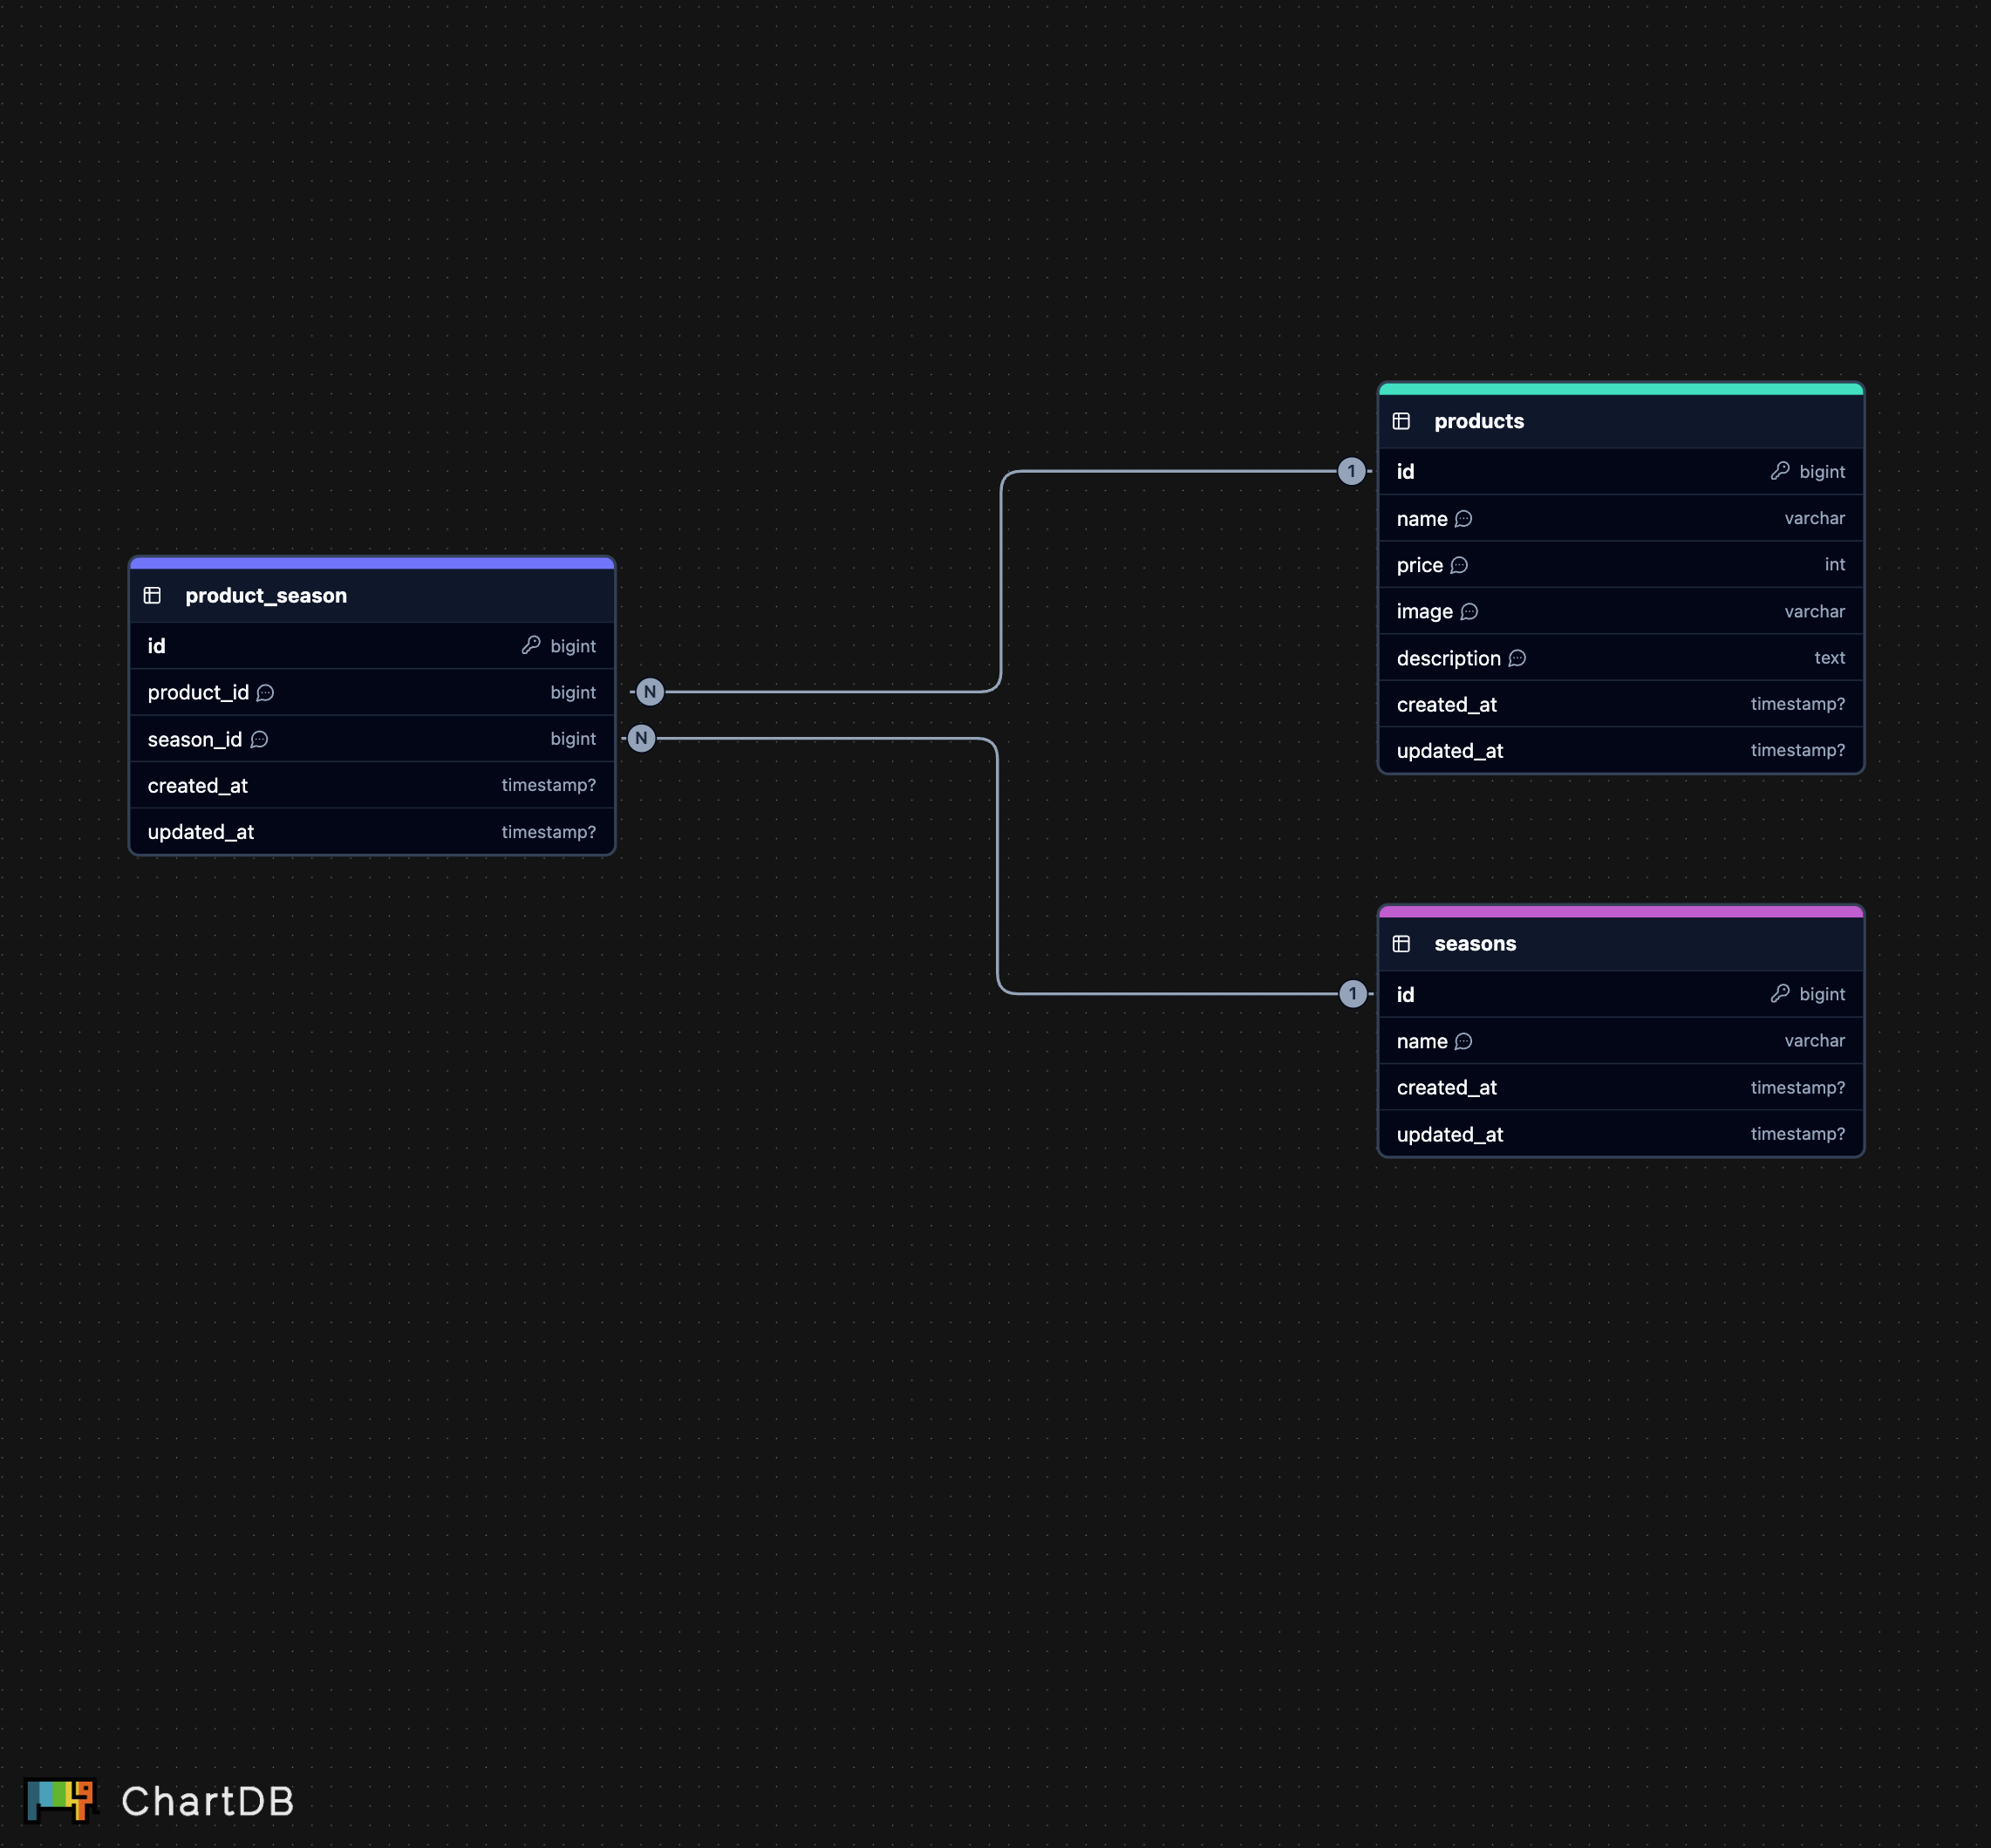 product_season
id bigint
product_id bigint
season_id bigint
created_at timestamp?
updated_at timestamp?
N
N
1
1
products
id bigint
name varchar
price int
image varchar
description text
created_at timestamp?
updated_at timestamp?
seasons
id bigint
name varchar
created_at timestamp?
updated_at timestamp?
ChartDB